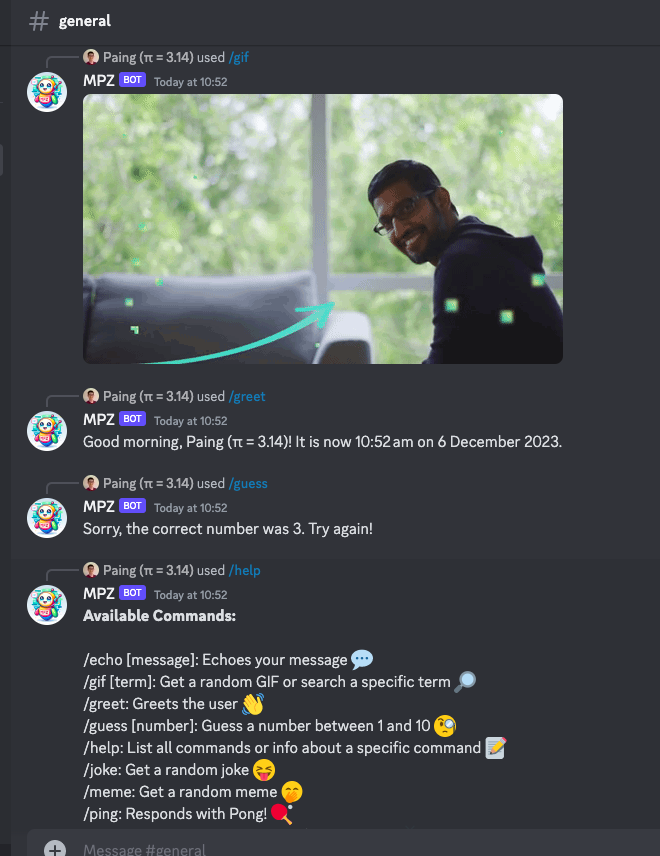 # general
Paing (π = 3.14) used /gif
MPZ BOT Today at 10:52
Paing (π = 3.14) used /greet
MPZ BOT Today at 10:52
Good morning, Paing (π = 3.14)! It is now 10:52 am on 6 December 2023.
Paing (π = 3.14) used /guess
MPZ BOT Today at 10:52
Sorry, the correct number was 3. Try again!
Paing (π = 3.14) used /help
MPZ BOT Today at 10:52
Available Commands:
/echo [message]: Echoes your message 💬
/gif [term]: Get a random GIF or search a specific term 🔎
/greet: Greets the user 👋
/guess [number]: Guess a number between 1 and 10 🧐
/help: List all commands or info about a specific command 📝
/joke: Get a random joke 😝
/meme: Get a random meme 🤭
/ping: Responds with Pong! 🏓
Message #general